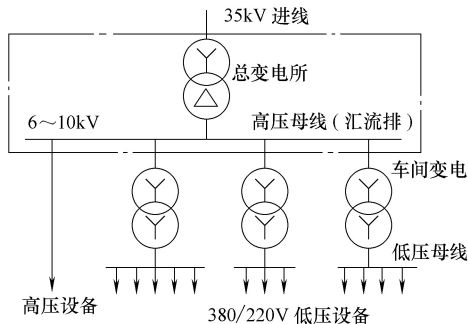 35kV 进线
总变电所
6～10kV
高压母线(汇流排)
车间变电
低压母线
高压设备
380/220V 低压设备